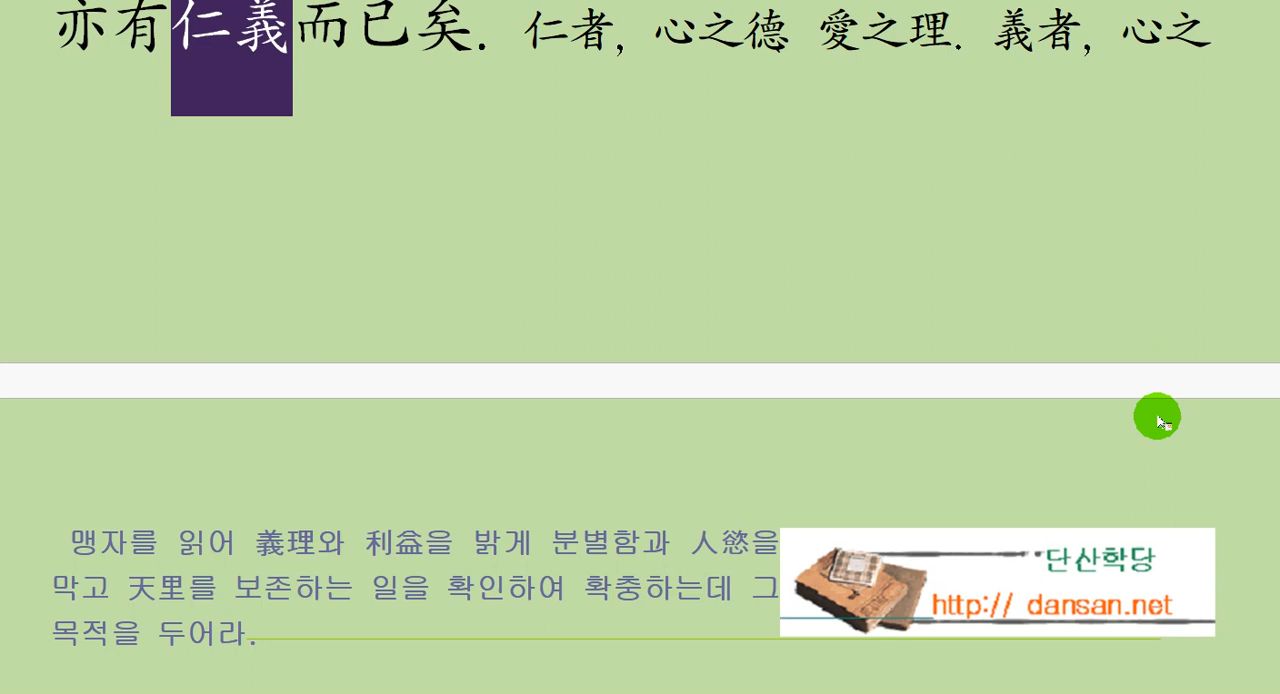 亦有仁義而已矣. 仁者, 心之德 愛之理. 義者, 心之
맹자를 읽어 義理와 利益을 밝게 분별함과 人慾을
막고 天里를 보존하는 일을 확인하여 확충하는데 그
목적을 두어라.
단산학당
http:// dansan.net